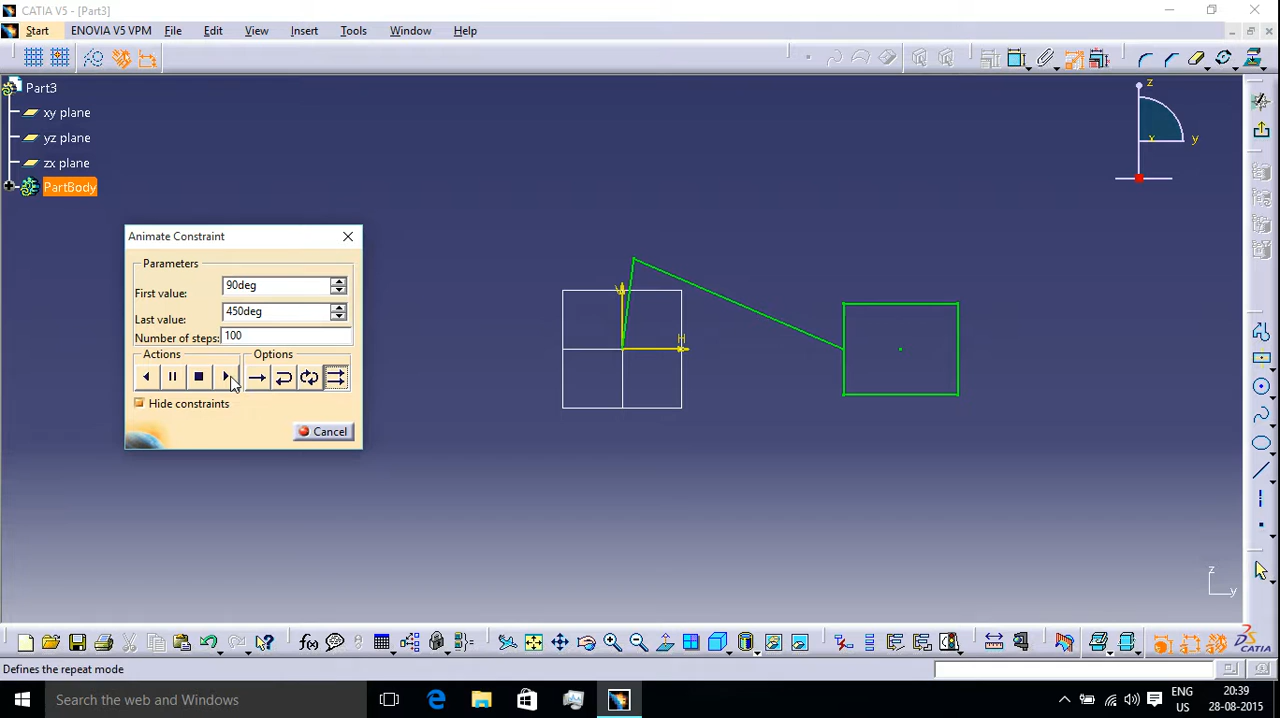 CATIA V5 - [Part3]
Start ENOVIA V5 VPM File Edit View Insert Tools Window Help
Part3
xy plane
yz plane
zx plane
PartBody
z
x y
Animate Constraint
Parameters
First value: 90deg
Last value: 450deg
Number of steps: 100
Actions Options
Hide constraints
Cancel
V
H
z
y
f(x)
CATIA
Defines the repeat mode
Search the web and Windows
ENG 20:39
US 28-08-2015